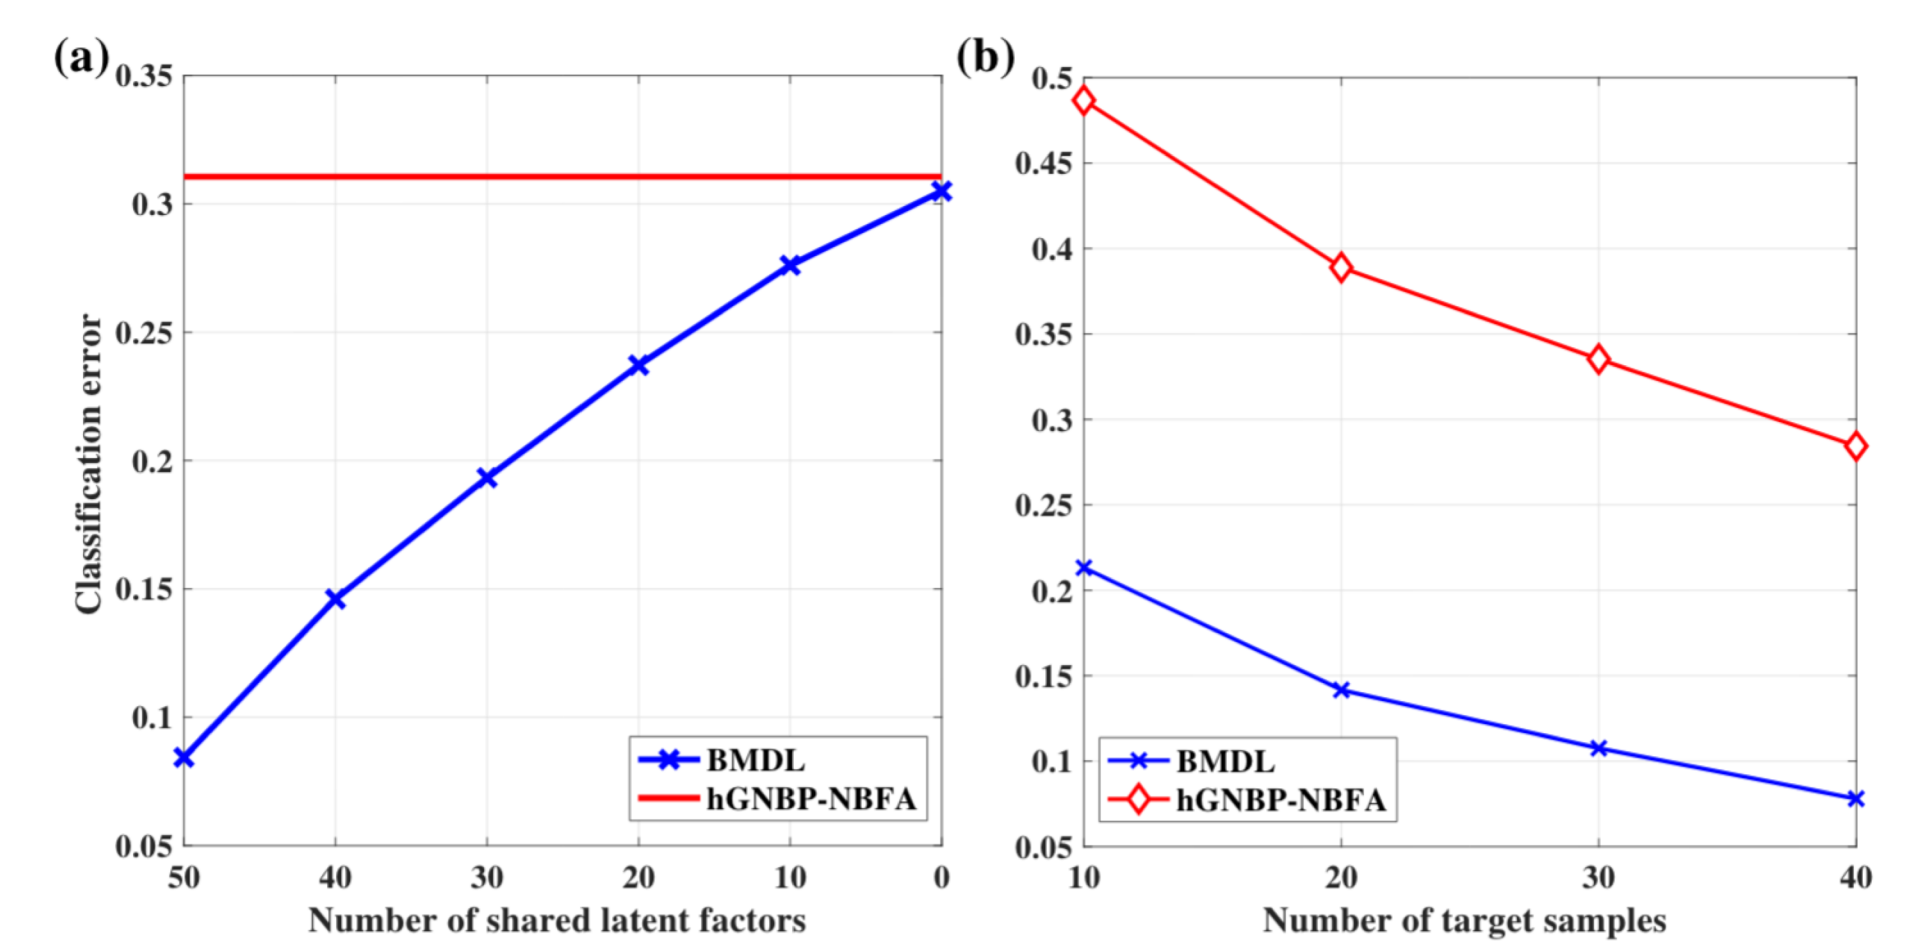 (a)
0.35
0.3
0.25
0.2
0.15
0.1
0.05
Classification error
50 40 30 20 10 0
Number of shared latent factors
BMDL
hGNBP-NBFA
(b)
0.5
0.45
0.4
0.35
0.3
0.25
0.2
0.15
0.1
0.05
10 20 30 40
Number of target samples
BMDL
hGNBP-NBFA